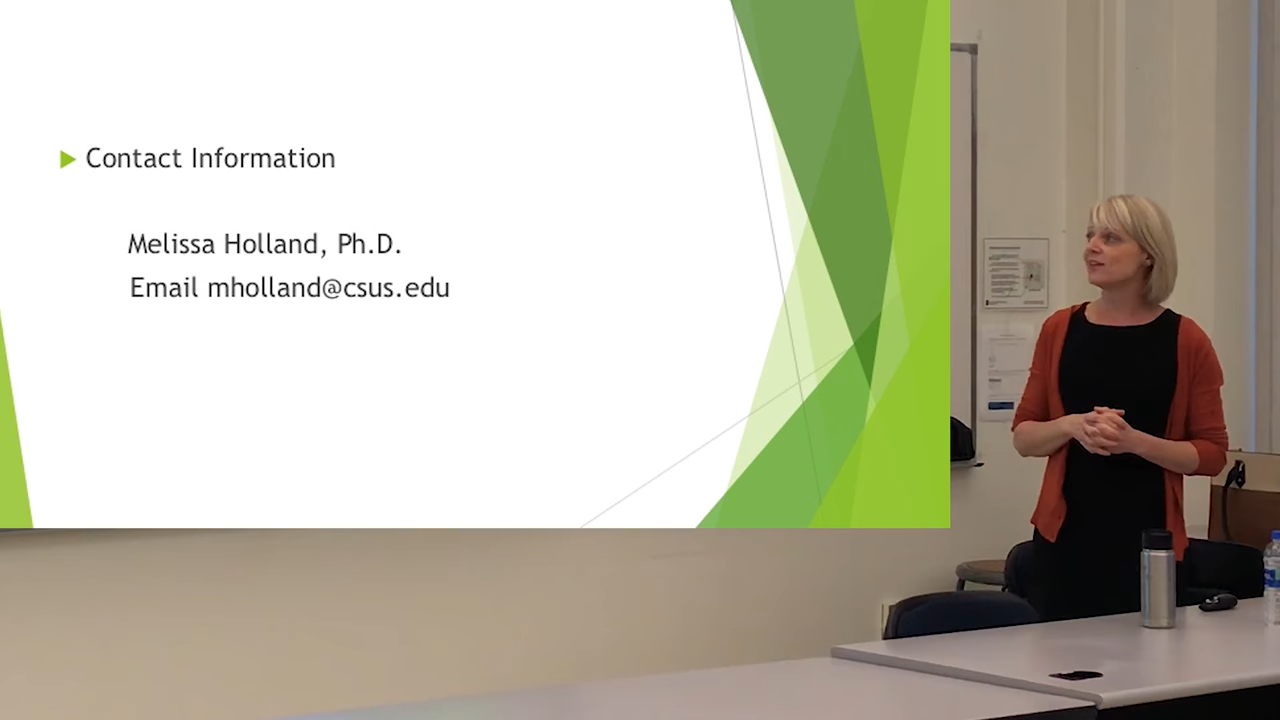 Contact Information
Melissa Holland, Ph.D.
Email mholland@csus.edu